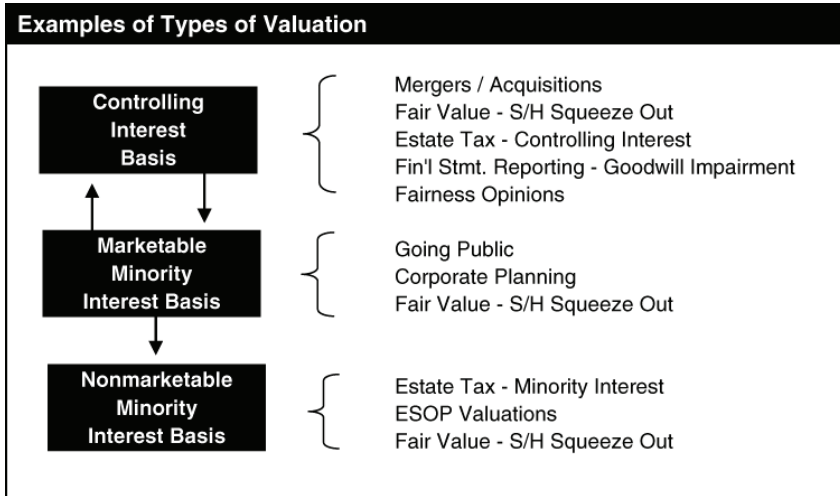 Examples of Types of Valuation
Controlling
Interest
Basis
Mergers / Acquisitions
Fair Value - S/H Squeeze Out
Estate Tax - Controlling Interest
Fin'l Stmt. Reporting - Goodwill Impairment
Fairness Opinions
Marketable
Minority
Interest Basis
Going Public
Corporate Planning
Fair Value - S/H Squeeze Out
Nonmarketable
Minority
Interest Basis
Estate Tax - Minority Interest
ESOP Valuations
Fair Value - S/H Squeeze Out